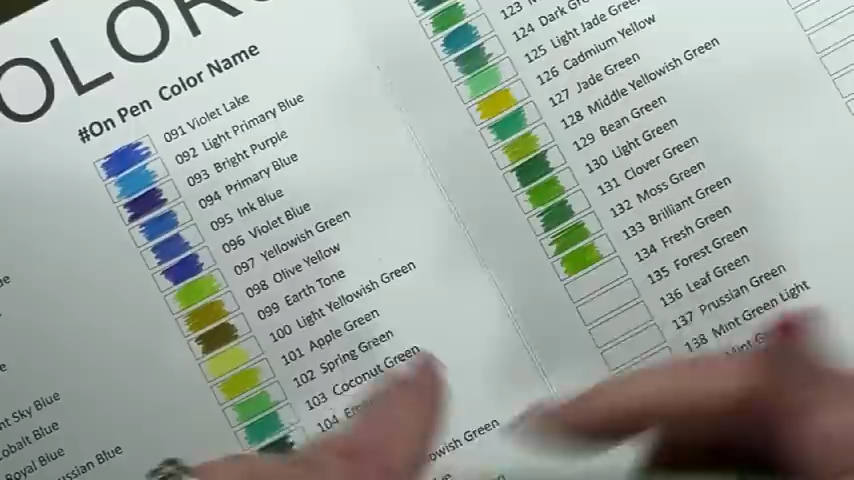 OLOR
#On Pen Color Name
091 Violet Lake
092 Light Primary Blue
093 Bright Purple
094 Primary Blue
095 Ink Blue
096 Violet Blue
097 Yellowish Green
098 Olive Yellow
099 Earth Tone
100 Light Yellowish Green
101 Apple Green
102 Spring Green
103 Coconut Green
104
owish Green
123
124 Dark
125 Light Jade Green
126 Cadmium Yellow
127 Jade Green
128 Middle Yellowish Green
129 Bean Green
130 Light Green
131 Clover Green
132 Moss Green
133 Brilliant Green
134 Fresh Green
135 Forest Green
136 Leaf Green
137 Prussian Green
138 Mint Green Light
nt Sky Blue
obalt Blue
Royal Blue
ussian Blue